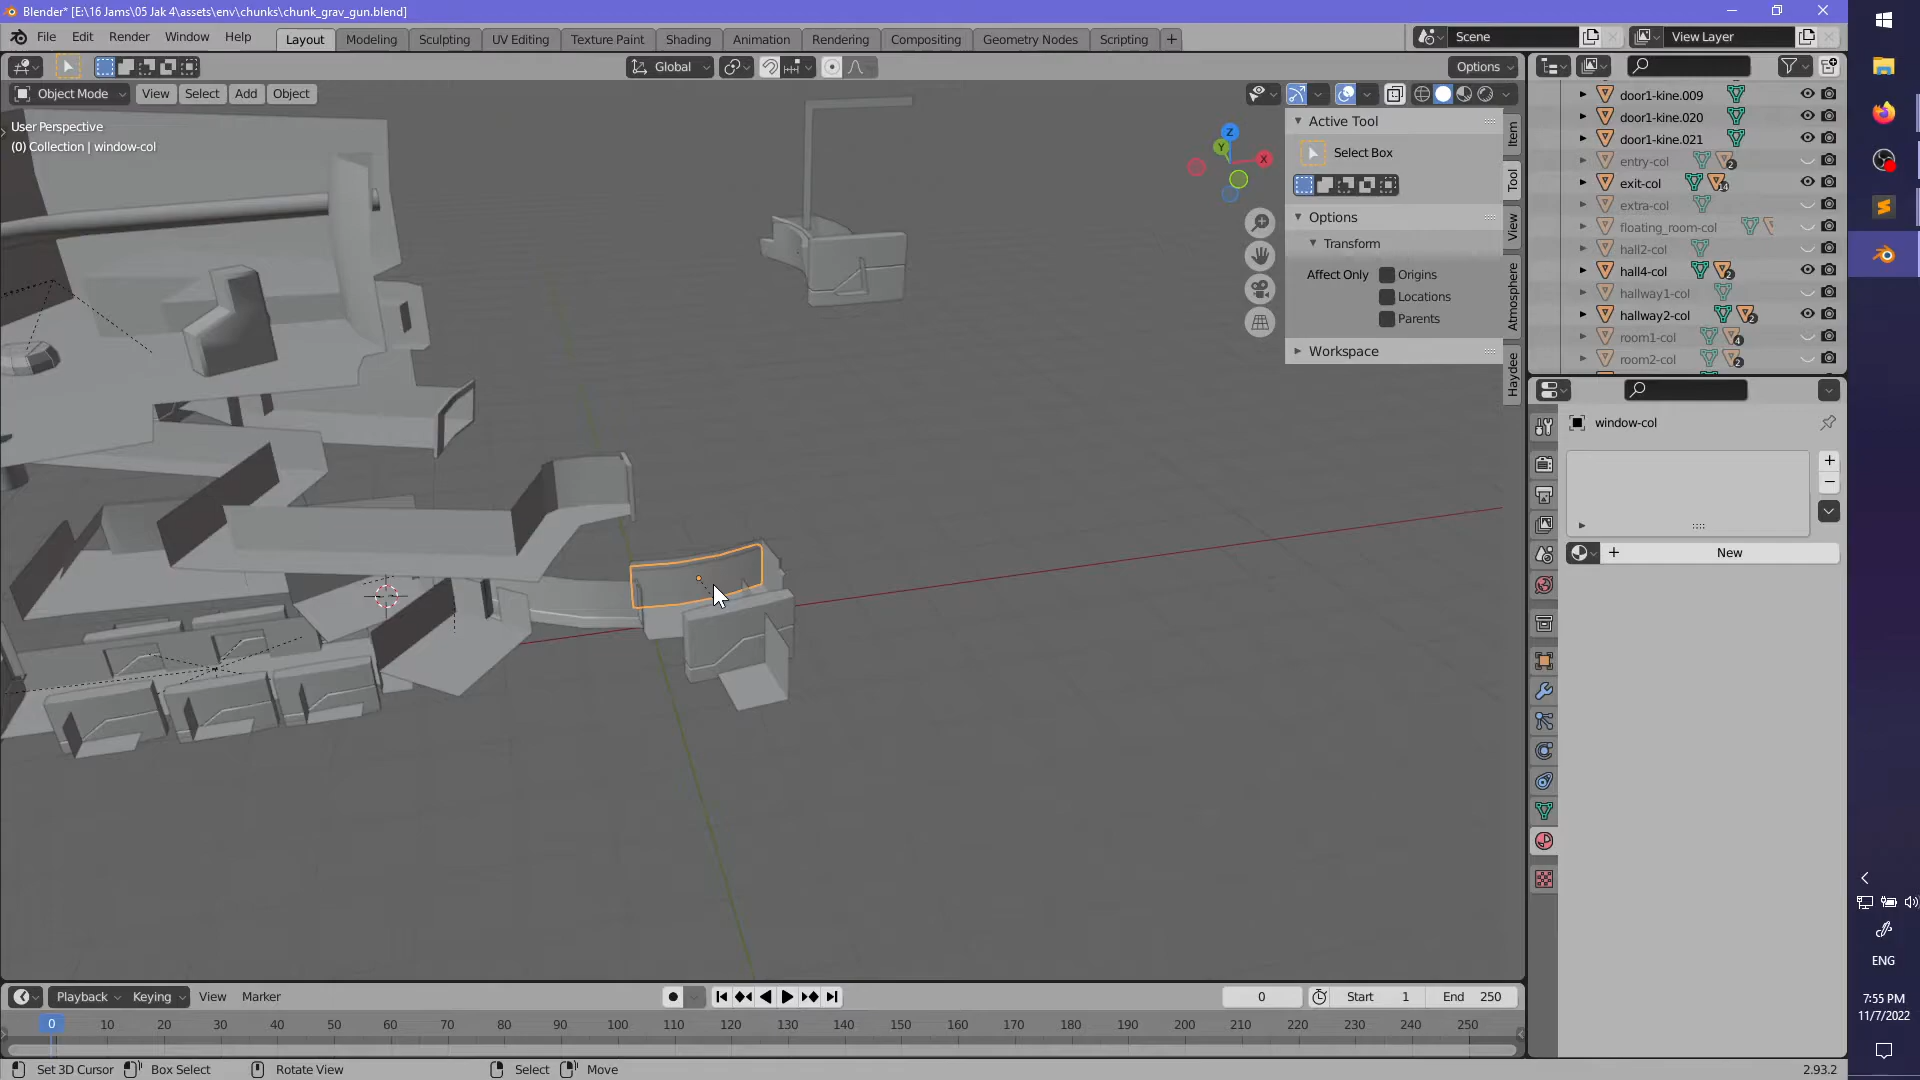 Blender* [E:\16 Jams\05 Jak 4\assets\env\chunks\chunk_grav_gun.blend]
File Edit Render Window Help Layout Modeling Sculpting UV Editing Texture Paint Shading Animation Rendering Compositing Geometry Nodes Scripting + Scene View Layer
Global Options
Object Mode View Select Add Object
User Perspective
(0) Collection | window-col
Z
Y
X
Active Tool
Select Box
Options
Transform
Affect Only Origins
Locations
Parents
Workspace
Item
Tool
View
Atmosphere
Haydee
door1-kine.009
door1-kine.020
door1-kine.021
entry-col 2
exit-col 14
extra-col
floating_room-col
hall2-col
hall4-col 2
hallway1-col
hallway2-col 2
room1-col 4
room2-col 2
window-col
New
Playback Keying View Marker 0 Start 1 End 250
0 10 20 30 40 50 60 70 80 90 100 110 120 130 140 150 160 170 180 190 200 210 220 230 240 250
Set 3D Cursor Box Select Rotate View Select Move 2.93.2
ENG
7:55 PM
11/7/2022